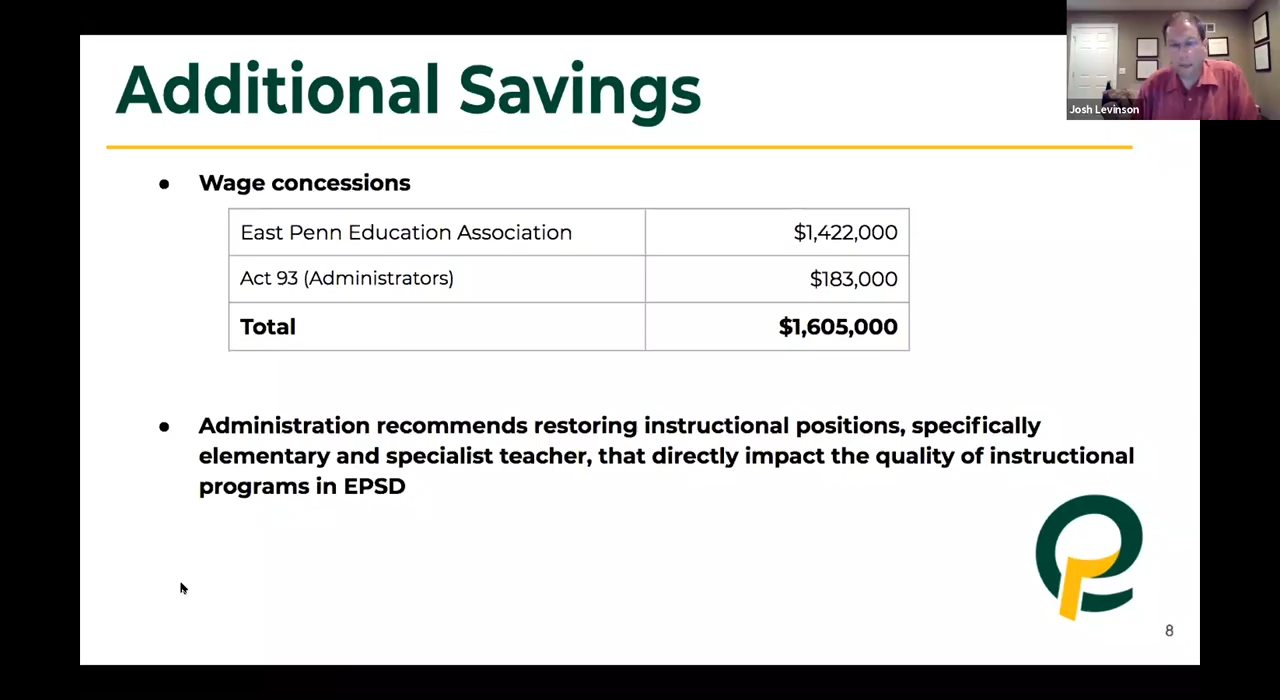 Additional Savings
Josh Levinson
● Wage concessions
East Penn Education Association $1,422,000
Act 93 (Administrators) $183,000
Total $1,605,000
● Administration recommends restoring instructional positions, specifically
elementary and specialist teacher, that directly impact the quality of instructional
programs in EPSD
8